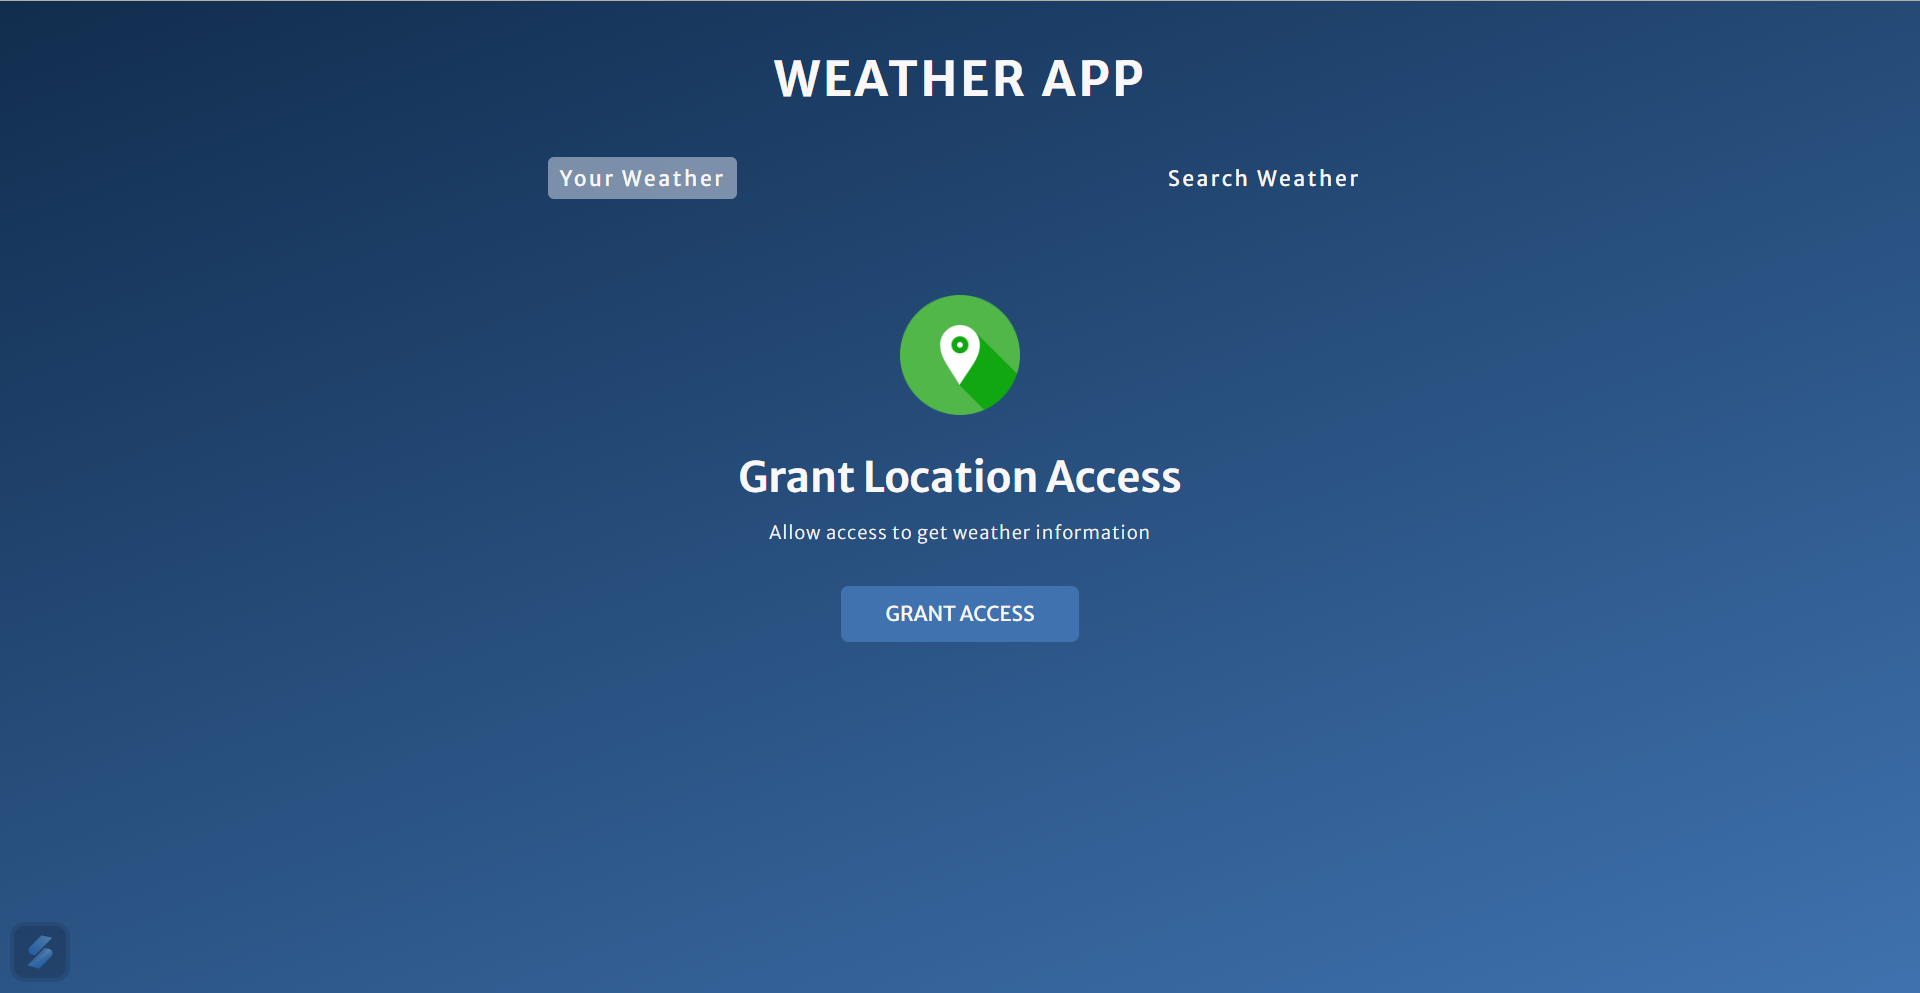 WEATHER APP
Your Weather
Search Weather
Grant Location Access
Allow access to get weather information
GRANT ACCESS